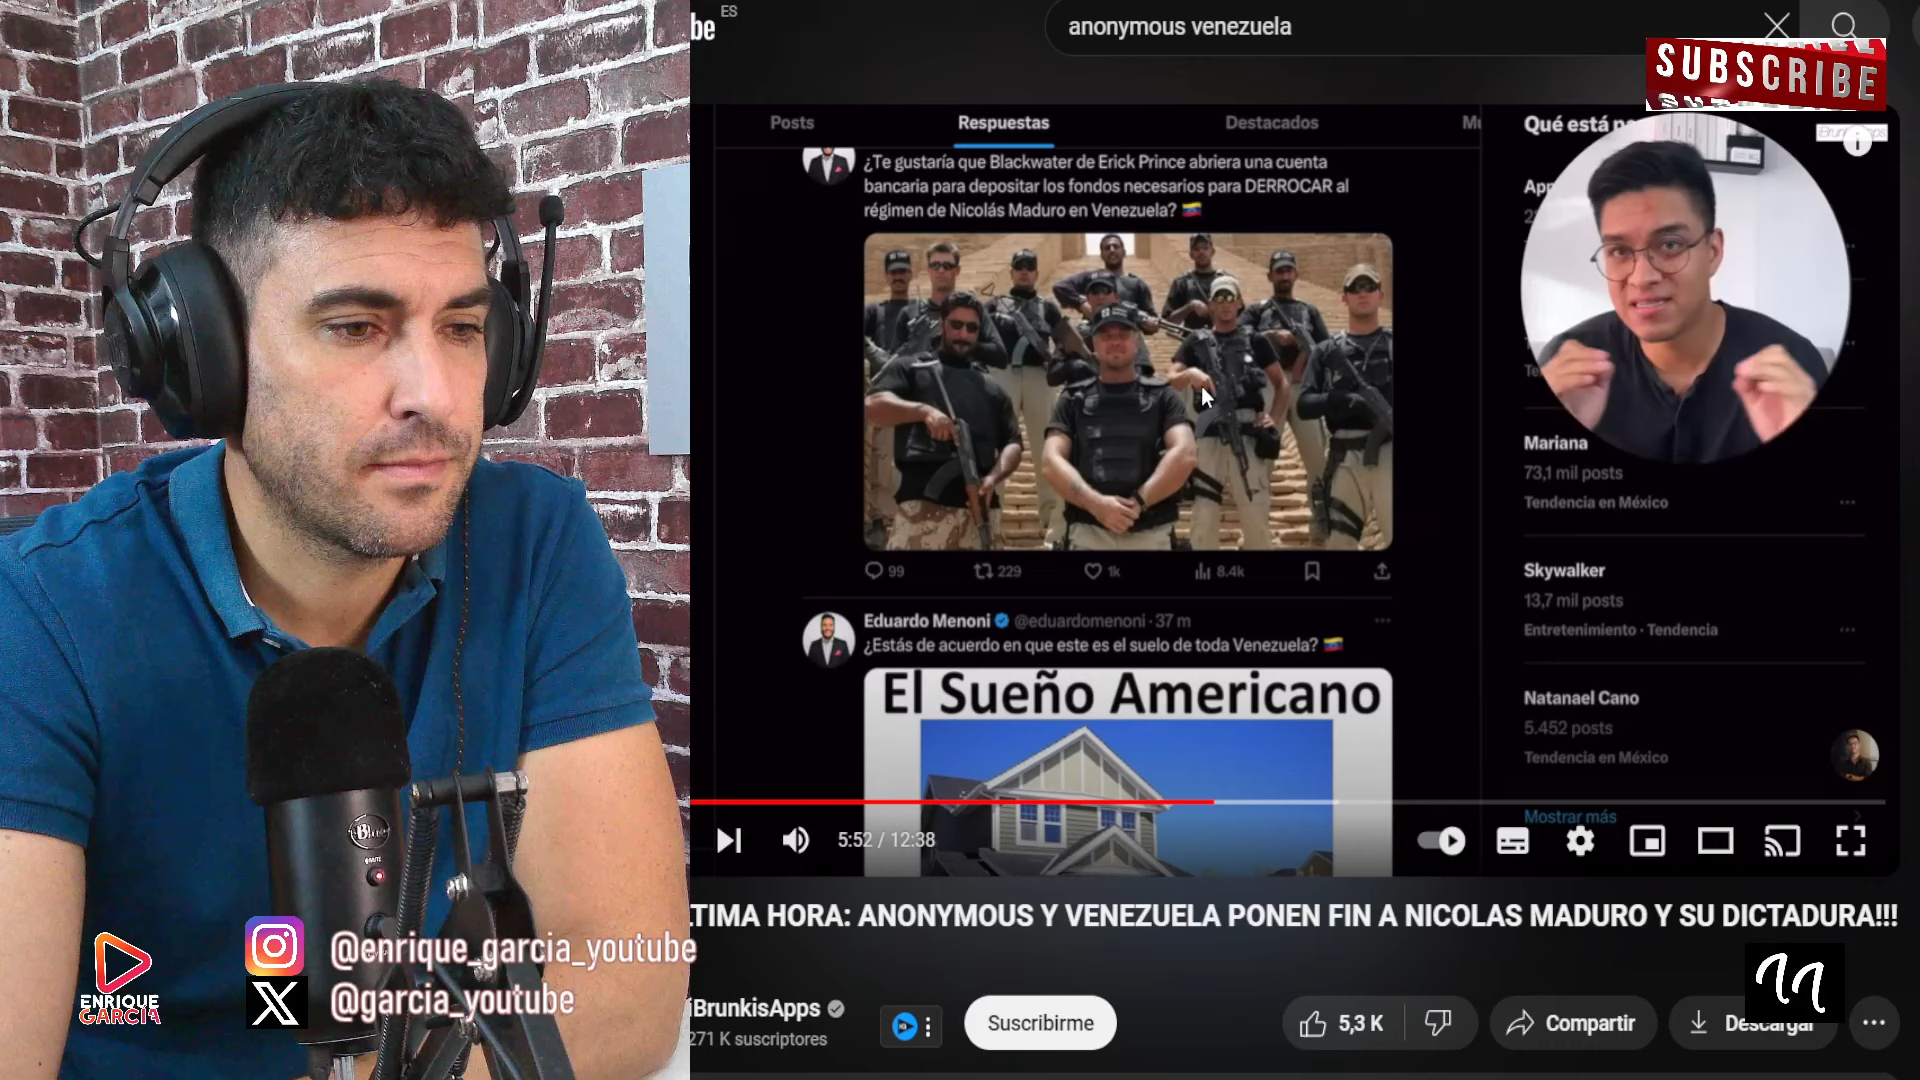 be ES
anonymous venezuela
SUBSCRIBE
Posts
Respuestas
Destacados
Qué está
¿Te gustaría que Blackwater de Erick Prince abriera una cuenta
bancaria para depositar los fondos necesarios para DERROCAR al
régimen de Nicolás Maduro en Venezuela?
99
229
1k
8.4k
Eduardo Menoni @eduardomenoni · 37 m
¿Estás de acuerdo en que este es el suelo de toda Venezuela?
El Sueño Americano
Mariana
73,1 mil posts
Tendencia en México
Skywalker
13,7 mil posts
Entretenimiento · Tendencia
Natanael Cano
5.452 posts
Tendencia en México
Mostrar más
5:52 / 12:38
TIMA HORA: ANONYMOUS Y VENEZUELA PONEN FIN A NICOLAS MADURO Y SU DICTADURA!!!
BrunkisApps
271 K suscriptores
Suscribirme
5,3 K
Compartir
Descargar
Blue
ENRIQUE
GARCIA
@enrique_garcia_youtube
@garcia_youtube